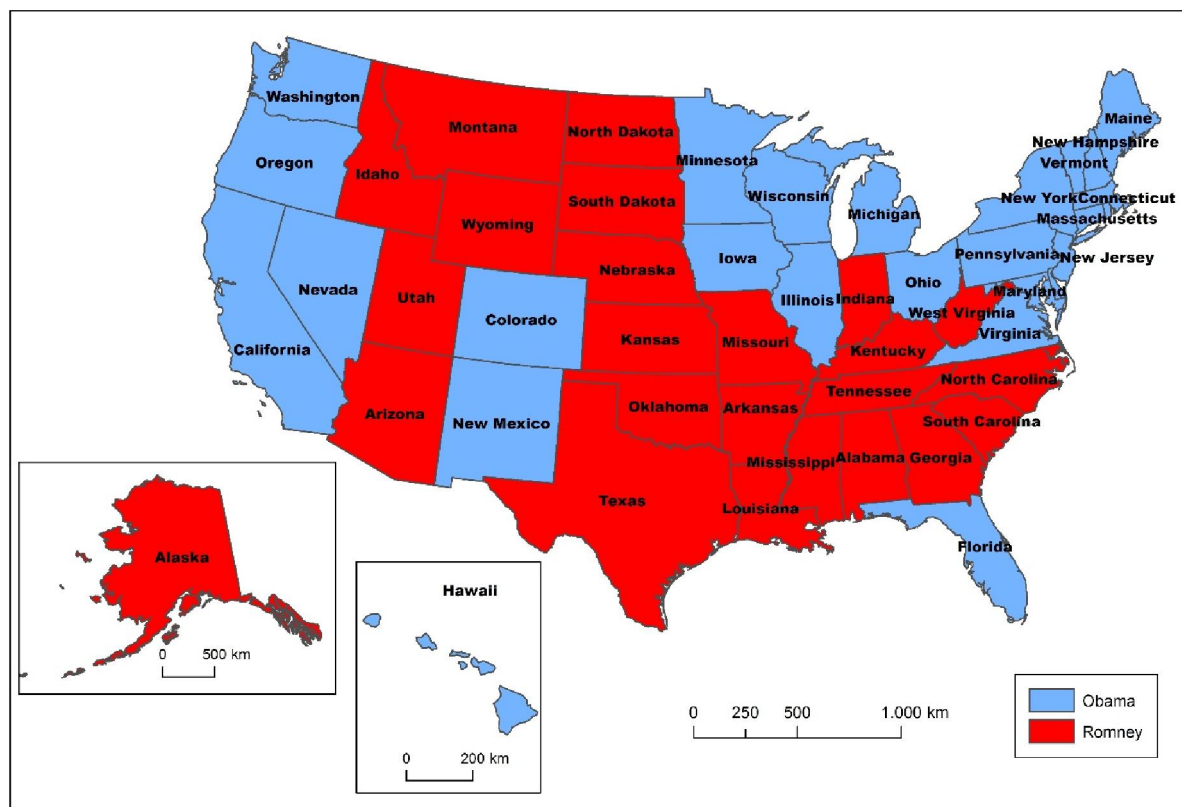 Washington
Maine
Montana
North Dakota
New Hampshire
Minnesota
Vermont
Oregon
Idaho
Wisconsin
New York
Connecticut
South Dakota
Michigan
Massachusetts
Wyoming
Pennsylvania
New Jersey
Iowa
Nebraska
Ohio
Nevada
Maryland
Utah
Illinois
Indiana
West Virginia
Colorado
Virginia
Kansas
Missouri
California
Kentucky
North Carolina
Tennessee
Arizona
Oklahoma
Arkansas
New Mexico
South Carolina
Mississippi
Alabama
Georgia
Texas
Louisiana
Florida
Alaska
0 500 km
Hawaii
0 200 km
0 250 500 1.000 km
Obama
Romney